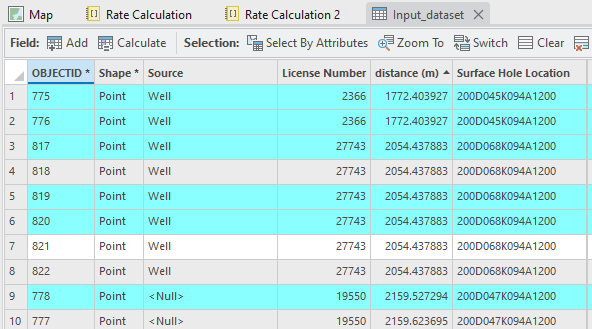 Map Rate Calculation Rate Calculation 2 Input_dataset
Field: Add Calculate Selection: Select By Attributes Zoom To Switch Clear
OBJECTID * Shape * Source License Number distance (m) Surface Hole Location
1 775 Point Well 2366 1772.403927 200D045K094A1200
2 776 Point Well 2366 1772.403927 200D045K094A1200
3 817 Point Well 27743 2054.437883 200D068K094A1200
4 818 Point Well 27743 2054.437883 200D068K094A1200
5 819 Point Well 27743 2054.437883 200D068K094A1200
6 820 Point Well 27743 2054.437883 200D068K094A1200
7 821 Point Well 27743 2054.437883 200D068K094A1200
8 822 Point Well 27743 2054.437883 200D068K094A1200
9 778 Point <Null> 19550 2159.527294 200D047K094A1200
10 777 Point <Null> 19550 2159.623695 200D047K094A1200